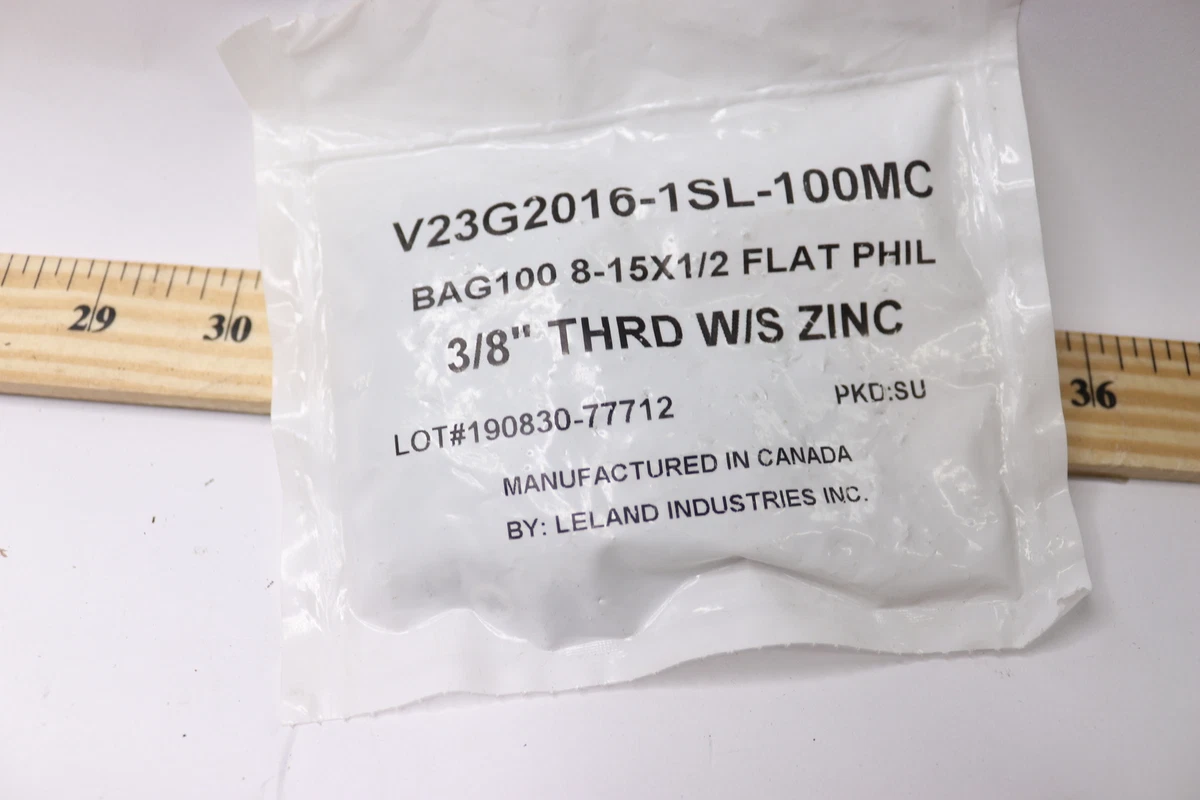 V23G2016-1SL-100MC
BAG100 8-15X1/2 FLAT PHIL
3/8" THRD W/S ZINC
LOT#190830-77712 PKD:SU
MANUFACTURED IN CANADA
BY: LELAND INDUSTRIES INC.
29 30 36